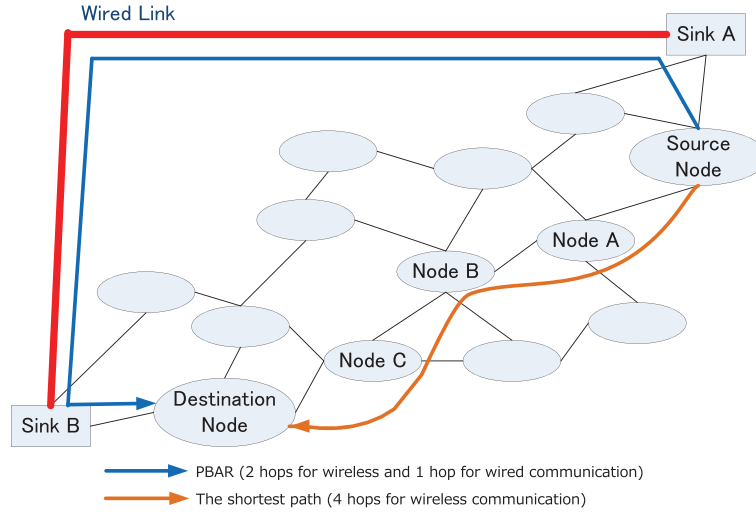 Wired Link
Sink A
Source
Node
Node A
Node B
Node C
Destination
Node
Sink B
PBAR (2 hops for wireless and 1 hop for wired communication)
The shortest path (4 hops for wireless communication)